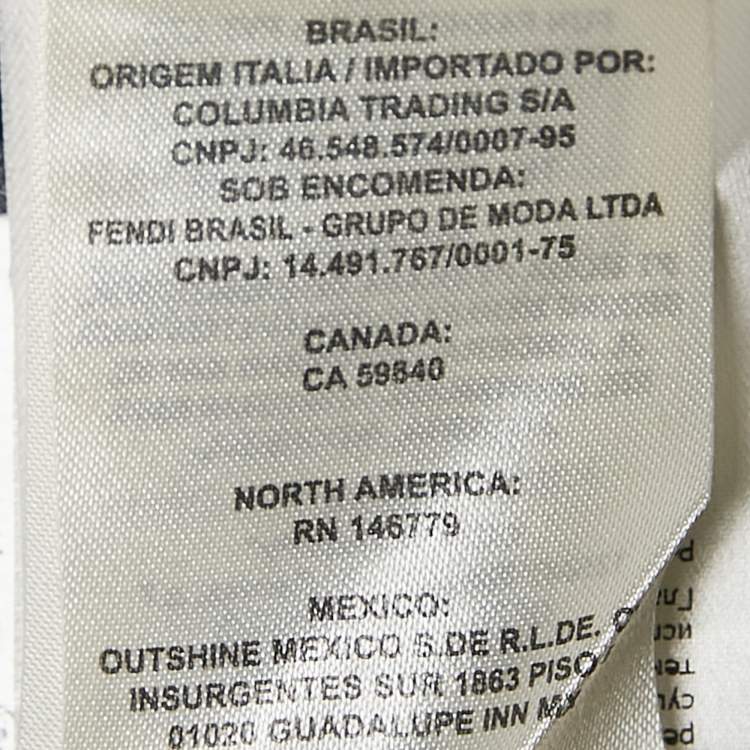 BRASIL:
ORIGEM ITALIA / IMPORTADO POR:
COLUMBIA TRADING S/A
CNPJ: 46.548.574/0007-95
SOB ENCOMENDA:
FENDI BRASIL - GRUPO DE MODA LTDA
CNPJ: 14.491.767/0001-75
CANADA:
CA 59840
NORTH AMERICA:
RN 146779
MEXICO:
OUTSHINE MEXICO S.DE R.L.DE. C
INSURGENTES SUR 1863 PISO
01020 GUADALUPE INN MX